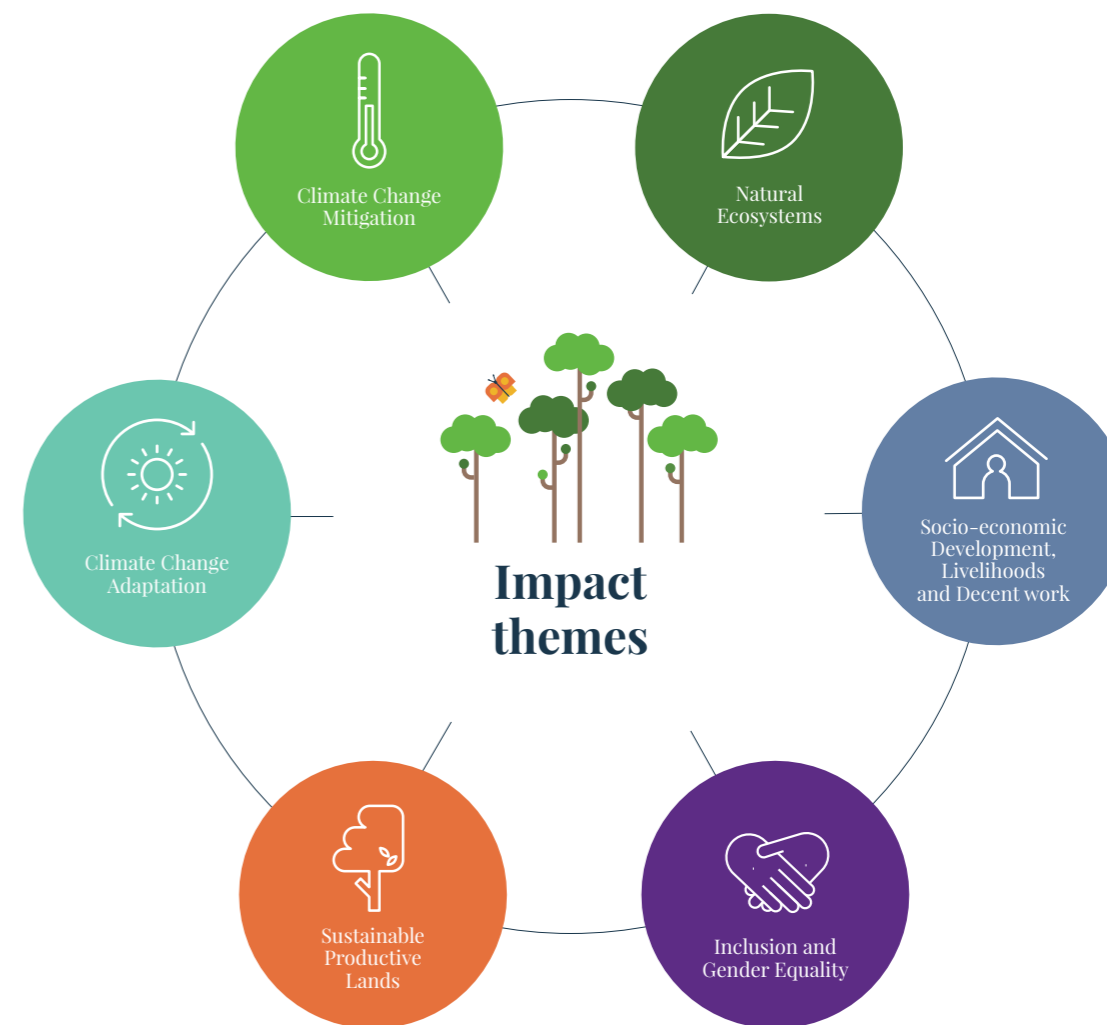 Climate Change
Mitigation
Natural
Ecosystems
Climate Change
Adaptation
Impact
themes
Socio-economic
Development,
Livelihoods
and Decent work
Sustainable
Productive
Lands
Inclusion and
Gender Equality